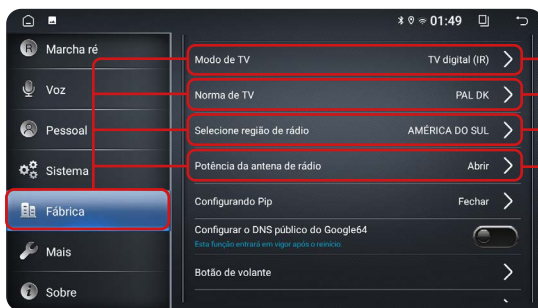 01:49
Marcha ré
Voz
Pessoal
Sistema
Fábrica
Mais
Sobre
Modo de TV TV digital (IR)
Norma de TV PAL DK
Selecione região de rádio AMÉRICA DO SUL
Potência da antena de rádio Abrir
Configurando Pip Fechar
Configurar o DNS público do Google64
Esta função entrará em vigor após o reinício.
Botão de volante